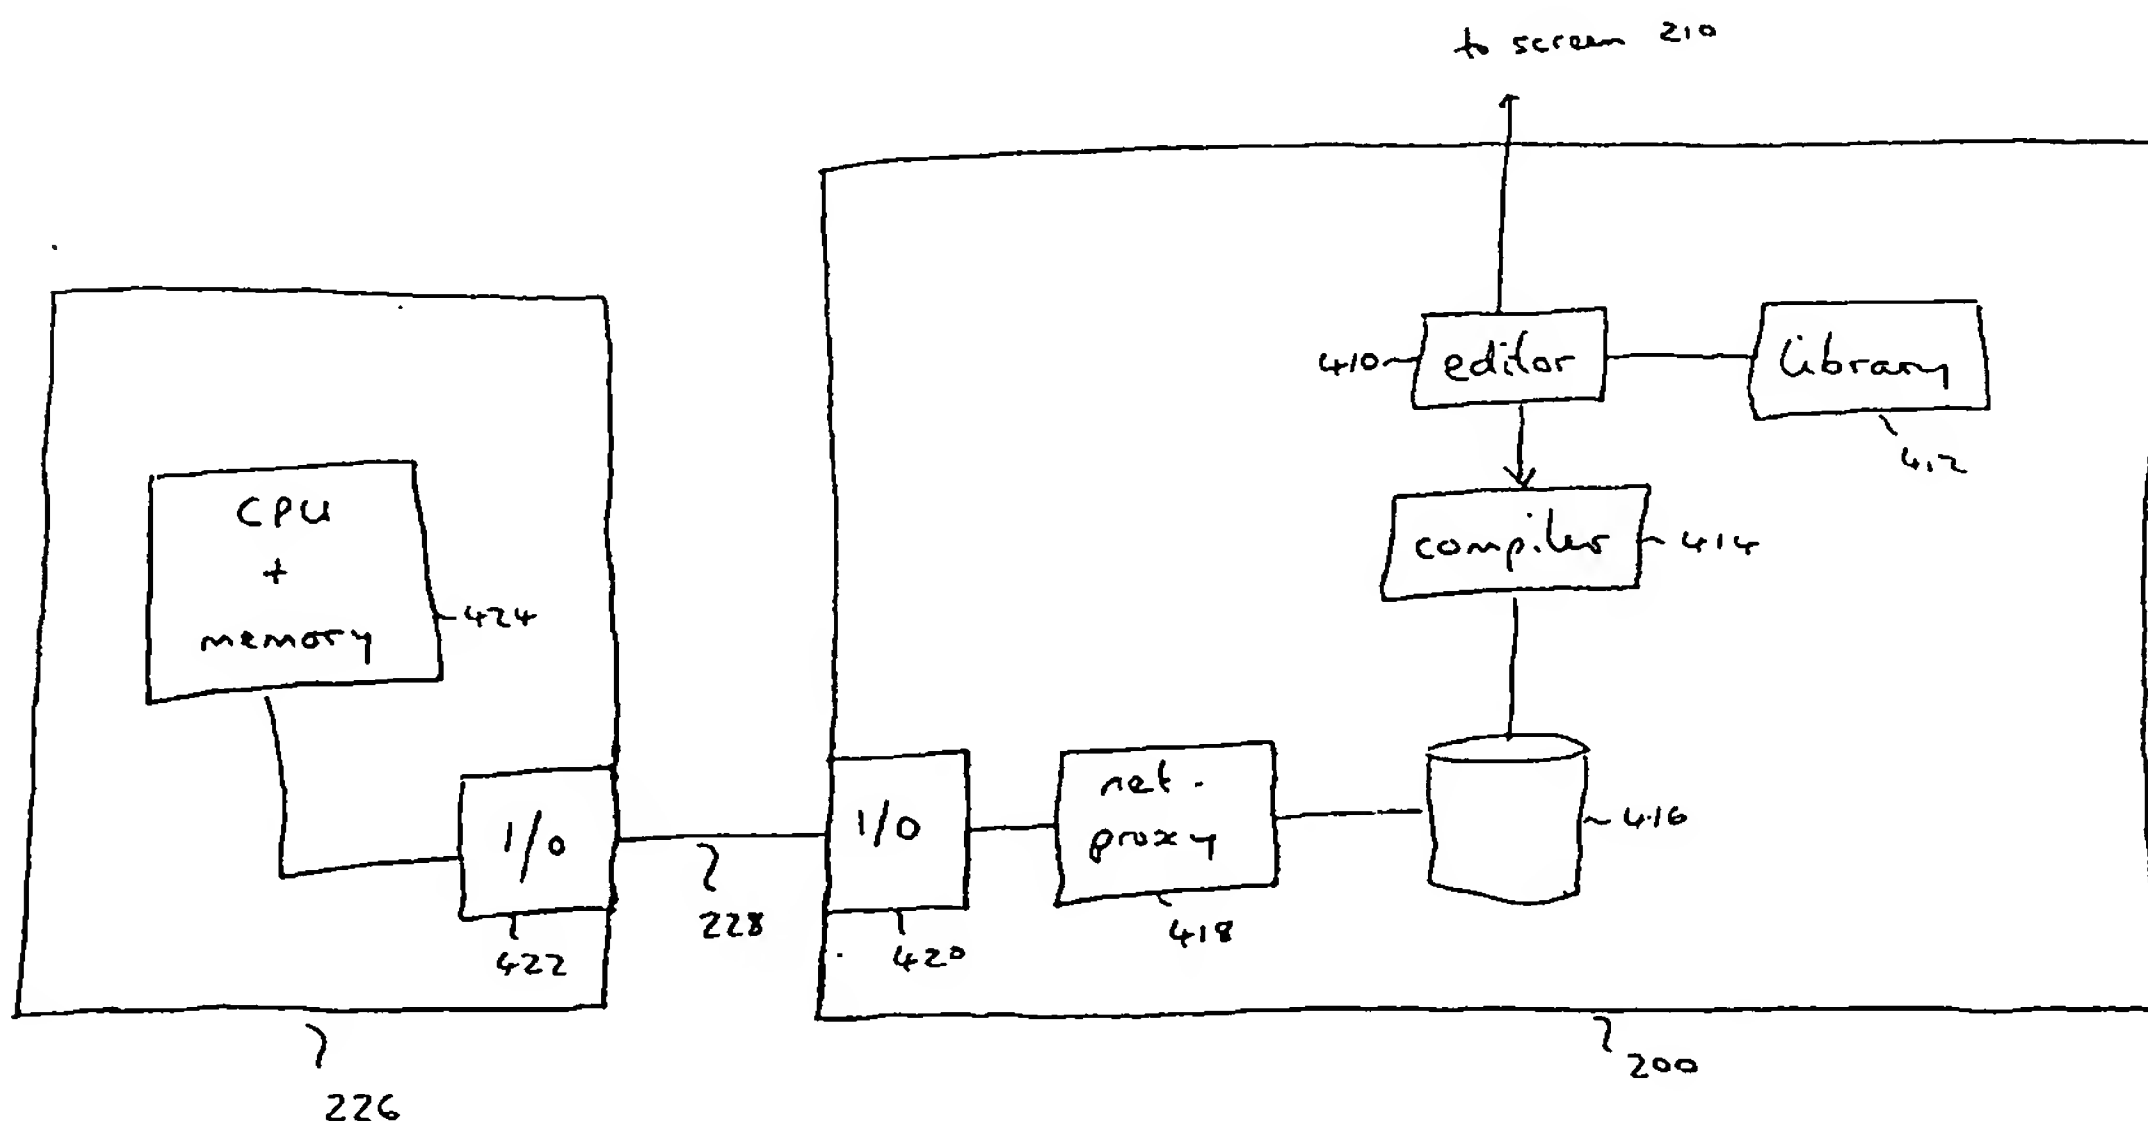 to screen 210
410
editor
library
412
CPU
+
memory
424
compiler
414
I/O
422
228
I/O
420
net.
proxy
418
416
226
200